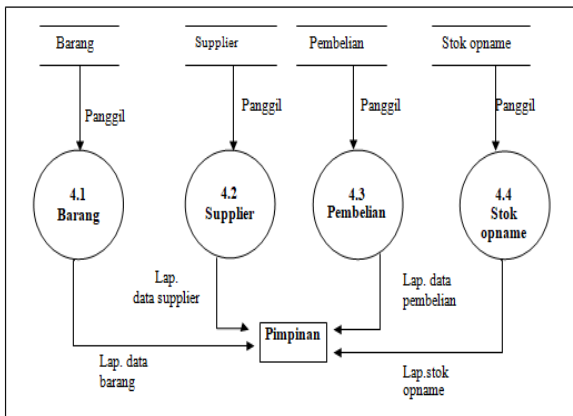 Barang
Supplier
Pembelian
Stok opname
Panggil
Panggil
Panggil
Panggil
4.1
Barang
4.2
Supplier
4.3
Pembelian
4.4
Stok
opname
Lap.
data supplier
Lap. data
pembelian
Pimpinan
Lap. data
barang
Lap.stok
opname